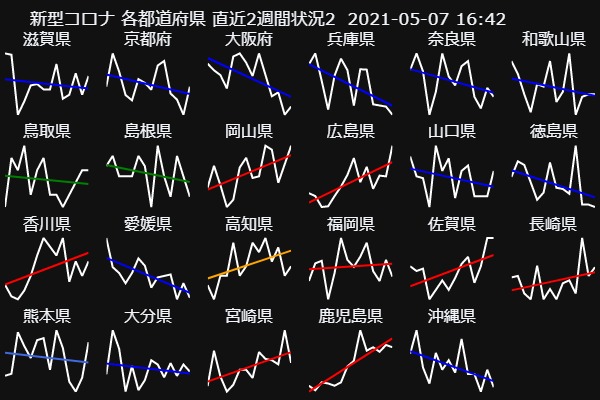 新型コロナ 各都道府県 直近2週間状況2 2021-05-07 16:42
滋賀県 京都府 大阪府 兵庫県 奈良県 和歌山県
鳥取県 島根県 岡山県 広島県 山口県 徳島県
香川県 愛媛県 高知県 福岡県 佐賀県 長崎県
熊本県 大分県 宮崎県 鹿児島県 沖縄県